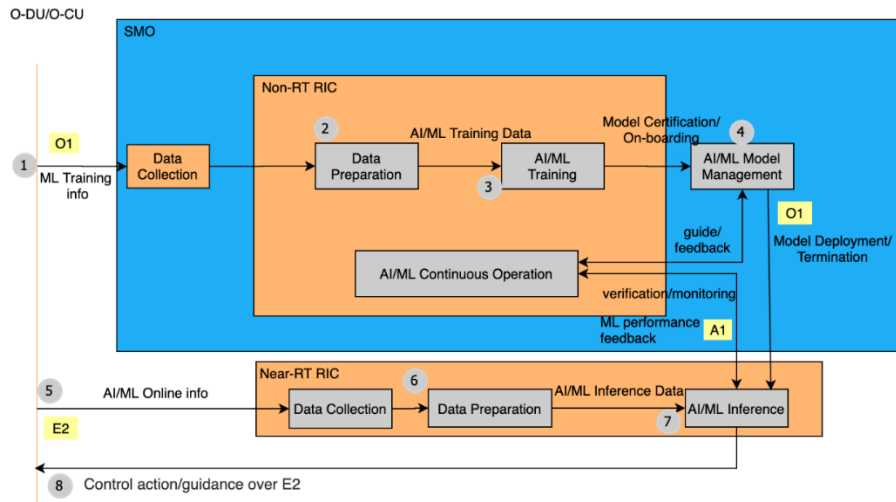 O-DU/O-CU
SMO
Non-RT RIC
2
AI/ML Training Data
Model Certification/
On-boarding
4
O1
1
ML Training
info
Data
Collection
Data
Preparation
3
AI/ML
Training
AI/ML Model
Management
O1
Model Deployment/
Termination
guide/
feedback
AI/ML Continuous Operation
verification/monitoring
ML performance
feedback
A1
Near-RT RIC
5
AI/ML Online info
E2
Data Collection
6
Data Preparation
AI/ML Inference Data
7
AI/ML Inference
8
Control action/guidance over E2